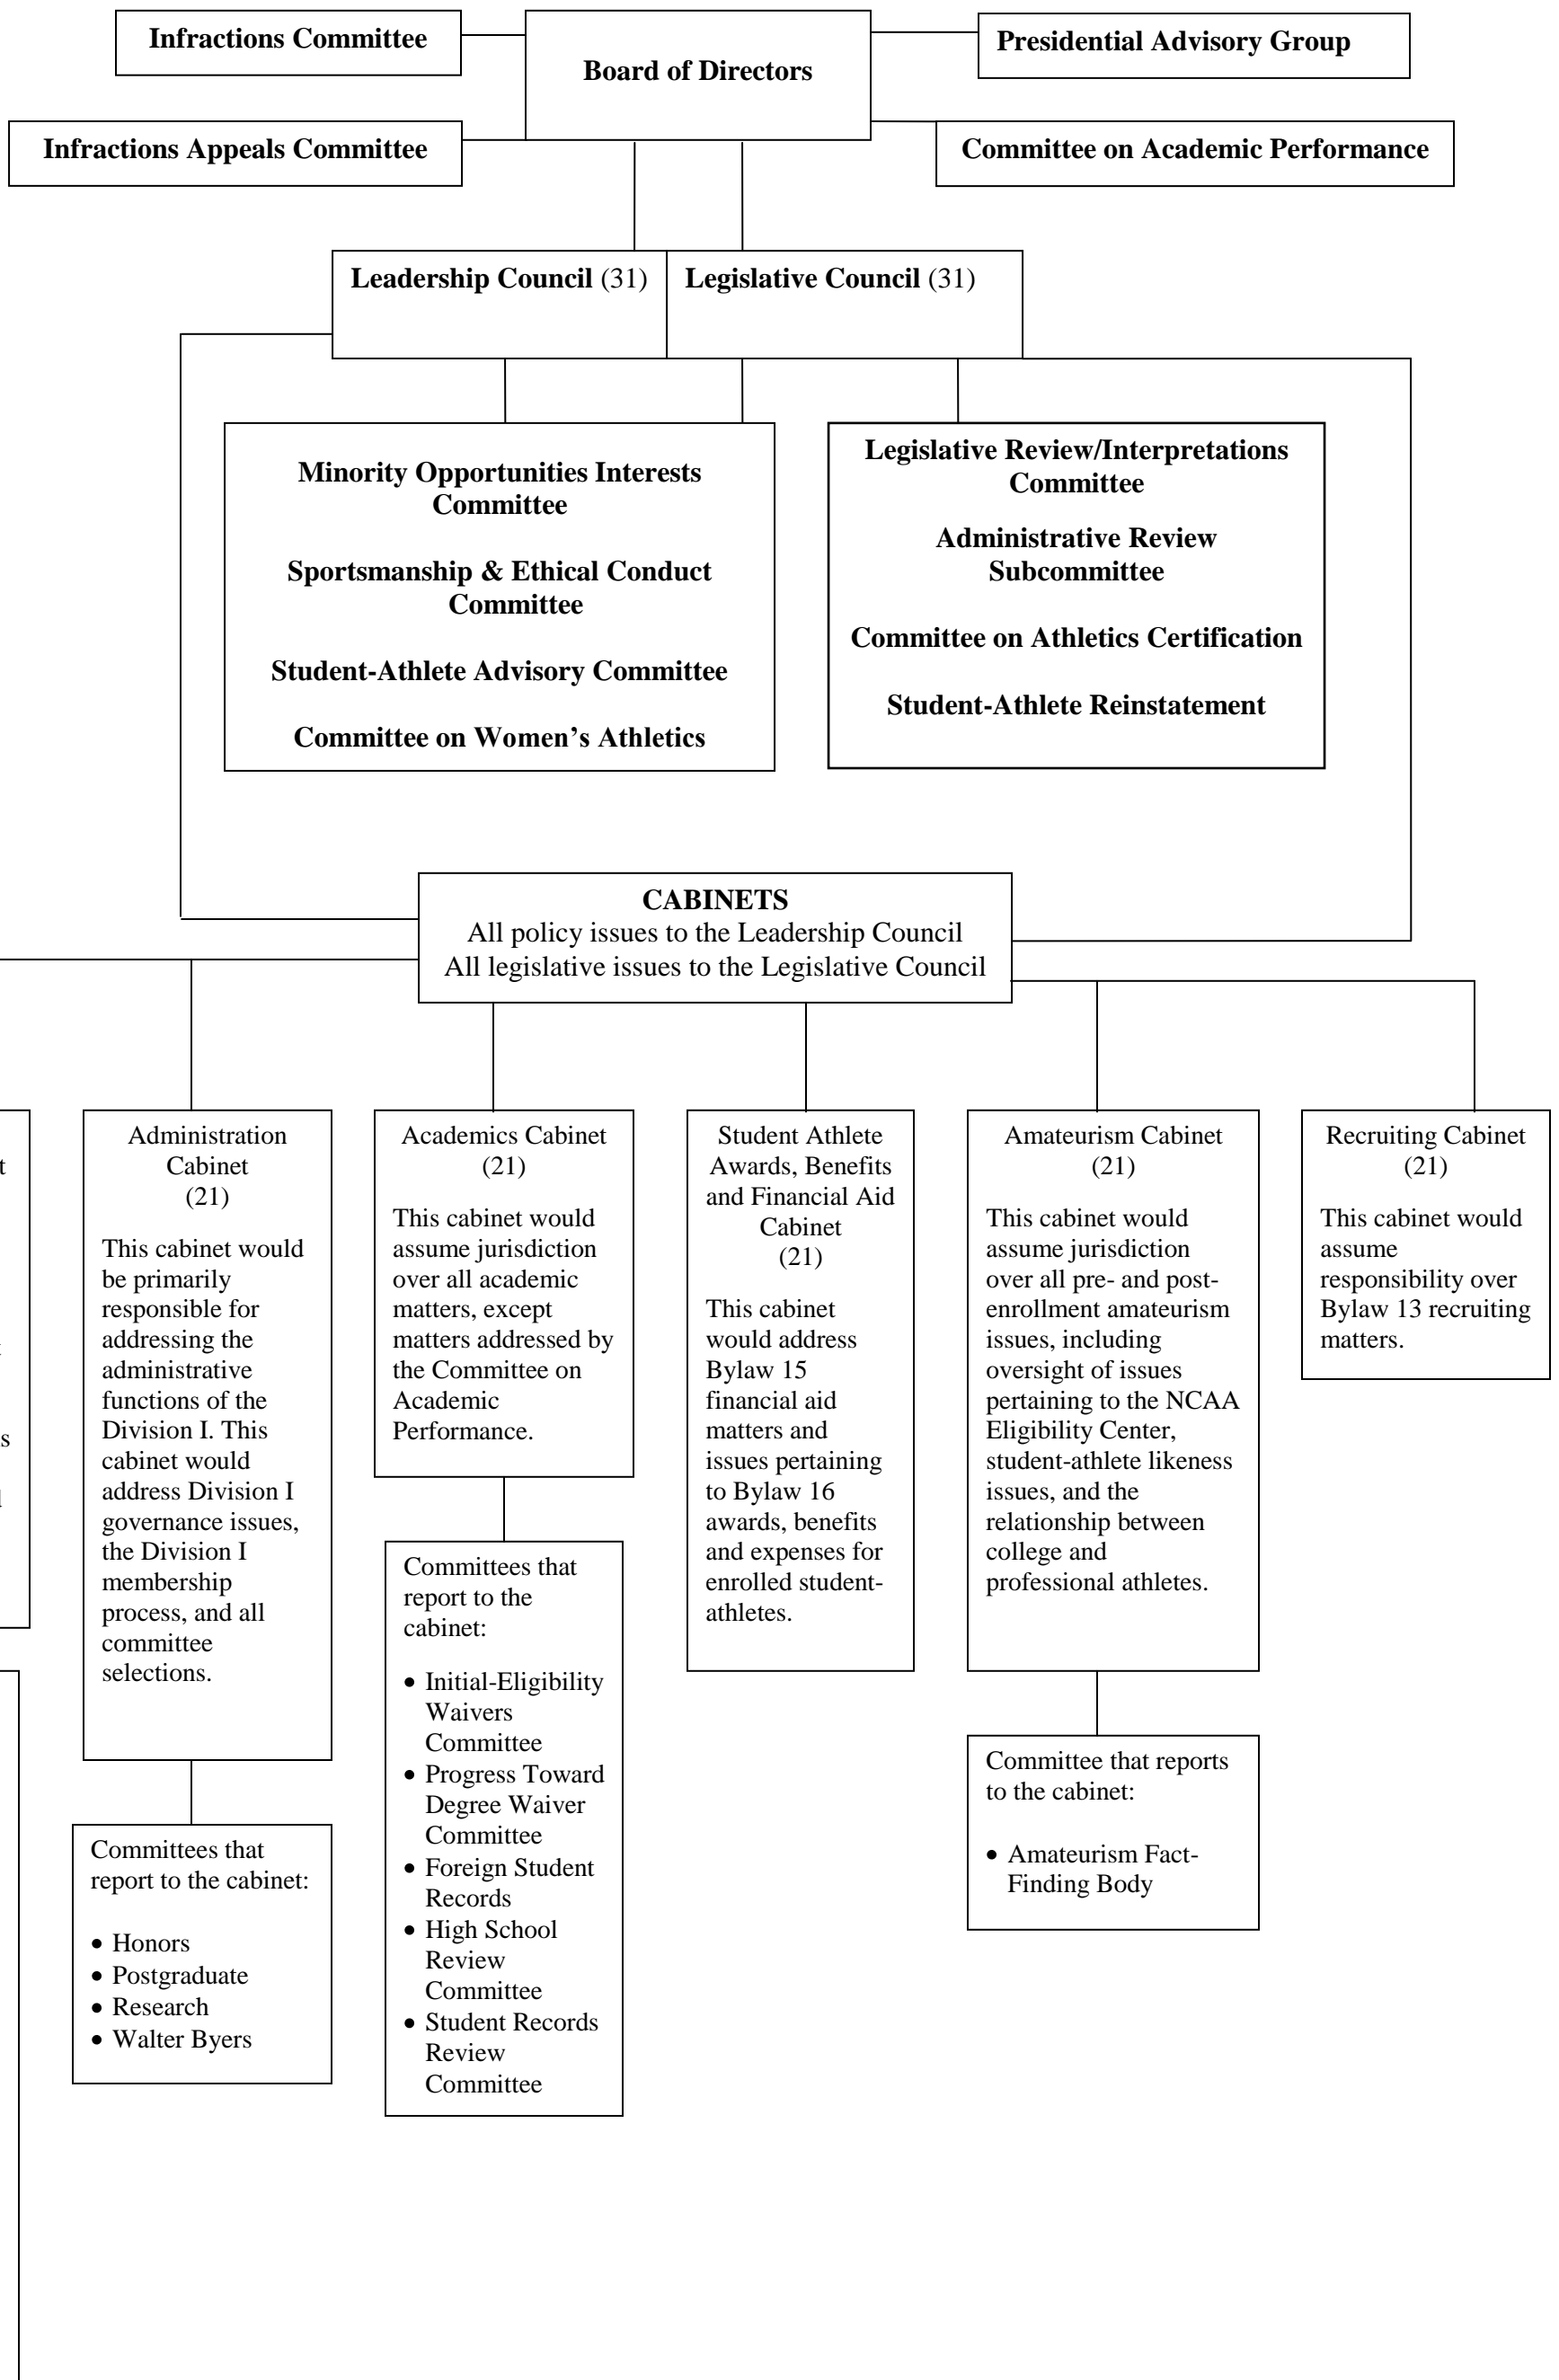 Infractions Committee
Board of Directors
Presidential Advisory Group
Infractions Appeals Committee
Committee on Academic Performance
Leadership Council (31)
Legislative Council (31)
Minority Opportunities Interests
Committee
Sportsmanship & Ethical Conduct
Committee
Student-Athlete Advisory Committee
Committee on Women’s Athletics
Legislative Review/Interpretations
Committee
Administrative Review
Subcommittee
Committee on Athletics Certification
Student-Athlete Reinstatement
CABINETS
All policy issues to the Leadership Council
All legislative issues to the Legislative Council
Administration
Cabinet
(21)
This cabinet would
be primarily
responsible for
addressing the
administrative
functions of the
Division I. This
cabinet would
address Division I
governance issues,
the Division I
membership
process, and all
committee
selections.
Committees that
report to the cabinet:
• Honors
• Postgraduate
• Research
• Walter Byers
Academics Cabinet
(21)
This cabinet would
assume jurisdiction
over all academic
matters, except
matters addressed by
the Committee on
Academic
Performance.
Committees that
report to the
cabinet:
• Initial-Eligibility
Waivers
Committee
• Progress Toward
Degree Waiver
Committee
• Foreign Student
Records
• High School
Review
Committee
• Student Records
Review
Committee
Student Athlete
Awards, Benefits
and Financial Aid
Cabinet
(21)
This cabinet
would address
Bylaw 15
financial aid
matters and
issues pertaining
to Bylaw 16
awards, benefits
and expenses for
enrolled student-
athletes.
Amateurism Cabinet
(21)
This cabinet would
assume jurisdiction
over all pre- and post-
enrollment amateurism
issues, including
oversight of issues
pertaining to the NCAA
Eligibility Center,
student-athlete likeness
issues, and the
relationship between
college and
professional athletes.
Committee that reports
to the cabinet:
• Amateurism Fact-
Finding Body
Recruiting Cabinet
(21)
This cabinet would
assume
responsibility over
Bylaw 13 recruiting
matters.